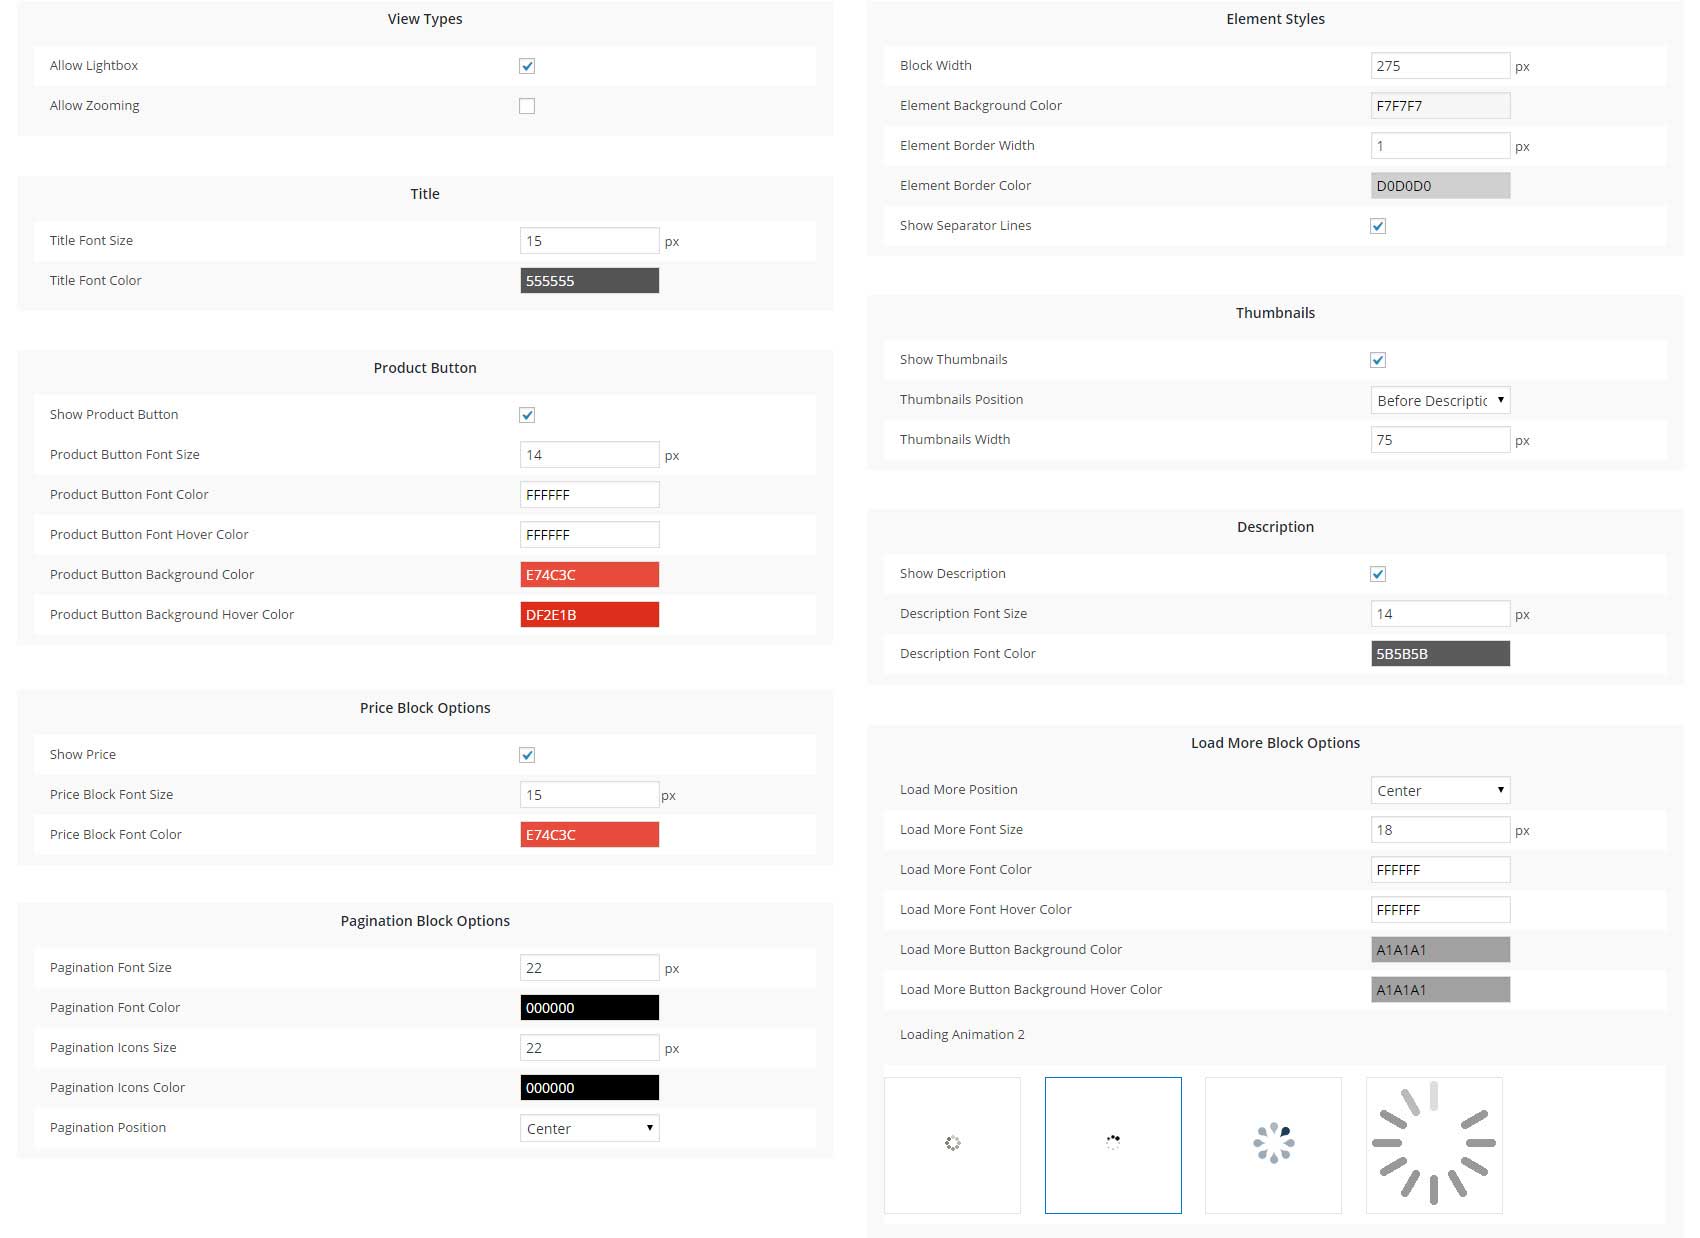 View Types
Allow Lightbox
Allow Zooming
Title
Title Font Size 15 px
Title Font Color 555555
Product Button
Show Product Button
Product Button Font Size 14 px
Product Button Font Color FFFFFF
Product Button Font Hover Color FFFFFF
Product Button Background Color E74C3C
Product Button Background Hover Color DF2E1B
Price Block Options
Show Price
Price Block Font Size 15 px
Price Block Font Color E74C3C
Pagination Block Options
Pagination Font Size 22 px
Pagination Font Color 000000
Pagination Icons Size 22 px
Pagination Icons Color 000000
Pagination Position Center
Element Styles
Block Width 275 px
Element Background Color F7F7F7
Element Border Width 1 px
Element Border Color D0D0D0
Show Separator Lines
Thumbnails
Show Thumbnails
Thumbnails Position Before Descriptic
Thumbnails Width 75 px
Description
Show Description
Description Font Size 14 px
Description Font Color 5B5B5B
Load More Block Options
Load More Position Center
Load More Font Size 18 px
Load More Font Color FFFFFF
Load More Font Hover Color FFFFFF
Load More Button Background Color A1A1A1
Load More Button Background Hover Color A1A1A1
Loading Animation 2